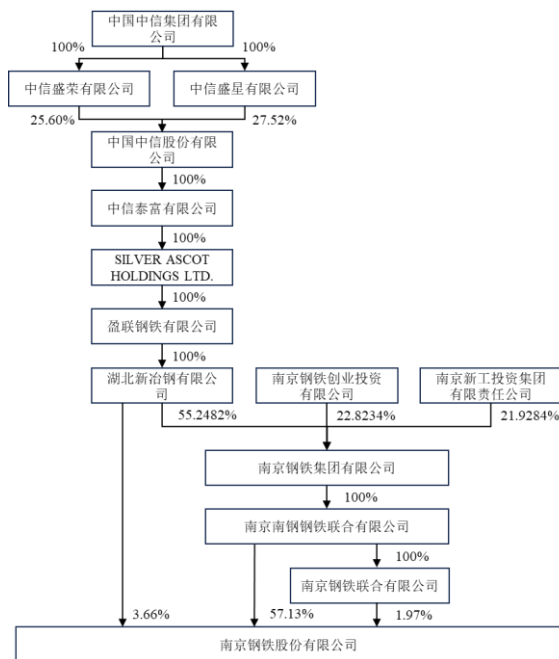 中国中信集团有限
公司
100%
100%
中信盛荣有限公司
中信盛星有限公司
25.60%
27.52%
中国中信股份有限
公司
100%
中信泰富有限公司
100%
SILVER ASCOT
HOLDINGS LTD.
100%
盈联钢铁有限公司
100%
湖北新冶钢有限公
司
南京钢铁创业投资
有限公司
南京新工投资集团
有限责任公司
55.2482%
22.8234%
21.9284%
南京钢铁集团有限公司
100%
南京南钢钢铁联合有限公司
100%
南京钢铁联合有限公司
3.66%
57.13%
1.97%
南京钢铁股份有限公司